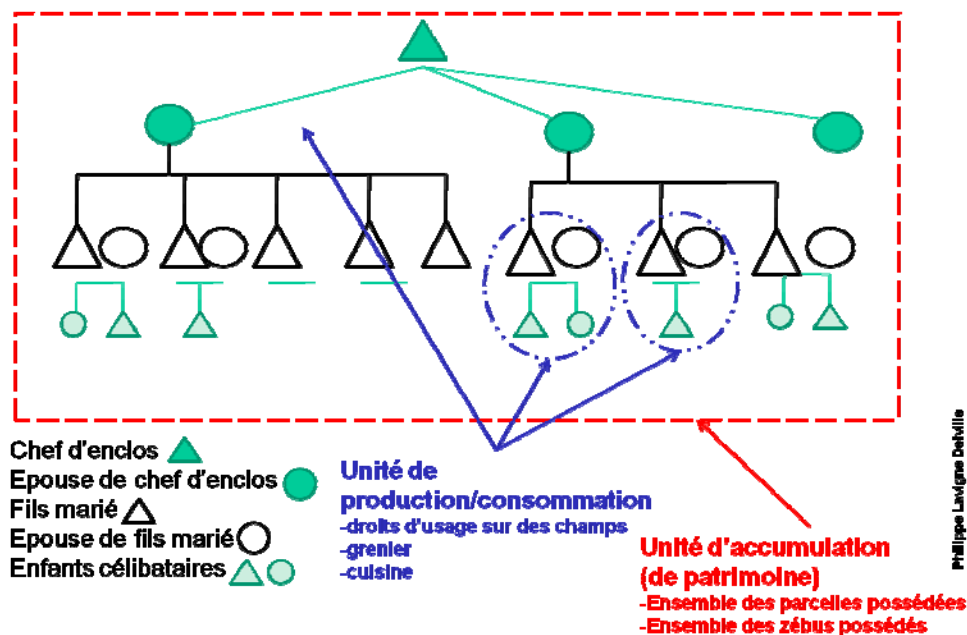 Chef d'enclos
Epouse de chef d'enclos
Fils marié
Epouse de fils marié
Enfants célibataires
Unité de
production/consommation
-droits d'usage sur des champs
-grenier
-cuisine
Unité d'accumulation
(de patrimoine)
-Ensemble des parcelles possédées
-Ensemble des zébus possédés
Philippe Lavigne Delville